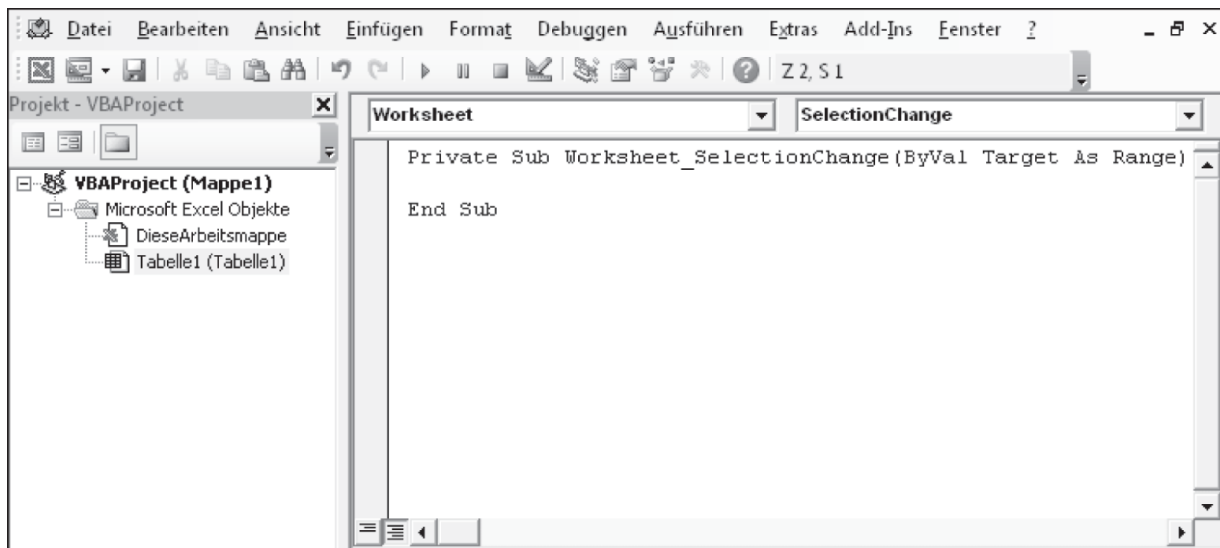 Datei Bearbeiten Ansicht Einfügen Format Debuggen Ausführen Extras Add-Ins Fenster ?
Z 2, S 1
Projekt - VBAProject
VBAProject (Mappe1)
Microsoft Excel Objekte
DieseArbeitsmappe
Tabelle1 (Tabelle1)
Worksheet
SelectionChange
Private Sub Worksheet_SelectionChange(ByVal Target As Range)
End Sub